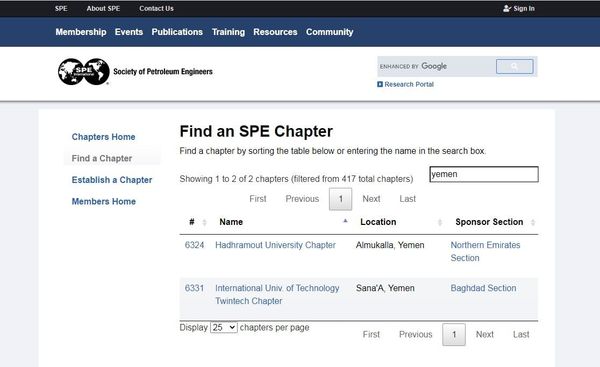 SPE About SPE Contact Us Sign In
Membership Events Publications Training Resources Community
SPE International Society of Petroleum Engineers
ENHANCED BY Google
Research Portal
Chapters Home
Find a Chapter
Establish a Chapter
Members Home
Find an SPE Chapter
Find a chapter by sorting the table below or entering the name in the search box.
Showing 1 to 2 of 2 chapters (filtered from 417 total chapters)
yemen
First Previous 1 Next Last
# Name Location Sponsor Section
6324 Hadhramout University Chapter Almukalla, Yemen Northern Emirates
Section
6331 International Univ. of Technology Sana'A, Yemen Baghdad Section
Twintech Chapter
Display 25 chapters per page
First Previous 1 Next Last